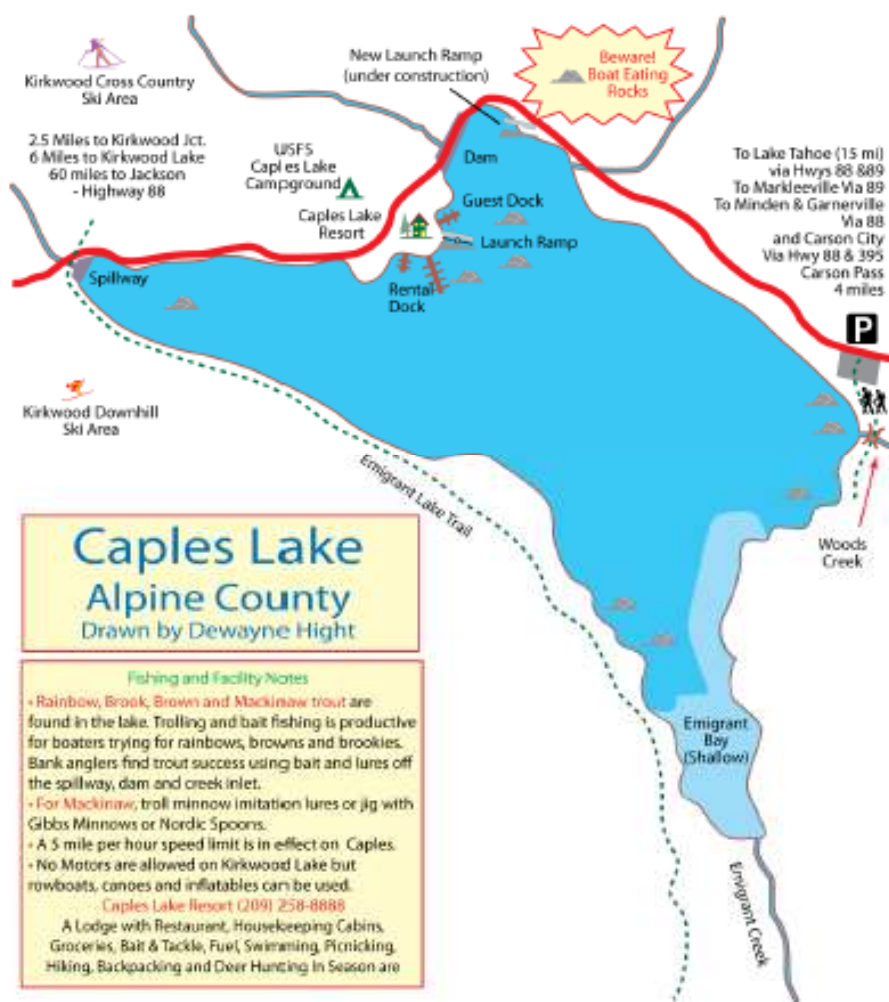 New Launch Ramp
(under construction)
Beware!
Boat Eating
Rocks
Kirkwood Cross Country
Ski Area
2.5 Miles to Kirkwood Jct.
6 Miles to Kirkwood Lake
60 miles to Jackson
- Highway 88
USFS
Caples Lake
Campground
Dam
To Lake Tahoe (15 mi)
via Hwys 88 &89
To Markleeville Via 89
To Minden & Garnerville
Via 88
and Carson City
Via Hwy 88 & 395
Carson Pass
4 miles
Guest Dock
Caples Lake
Resort
Launch Ramp
Spillway
Rental
Dock
P
Kirkwood Downhill
Ski Area
Emigrant Lake Trail
Woods
Creek
Caples Lake
Alpine County
Drawn by Dewayne Hight
Fishing and Facility Notes
• Rainbow, Brook, Brown and Mackinaw trout are
found in the lake. Trolling and bait fishing is productive
for boaters trying for rainbows, browns and brookies.
Bank anglers find trout success using bait and lures off
the spillway, dam and creek inlet.
• For Mackinaw, troll minnow imitation lures or jig with
Gibbs Minnows or Nordic Spoons.
• A 5 mile per hour speed limit is in effect on Caples.
• No Motors are allowed on Kirkwood Lake but
rowboats, canoes and inflatables can be used.
Caples Lake Resort (209) 258-8888
A Lodge with Restaurant, Housekeeping Cabins,
Groceries, Bait & Tackle, Fuel, Swimming, Picnicking,
Hiking, Backpacking and Deer Hunting In Season are
Emigrant
Bay
(Shallow)
Emigrant Creek